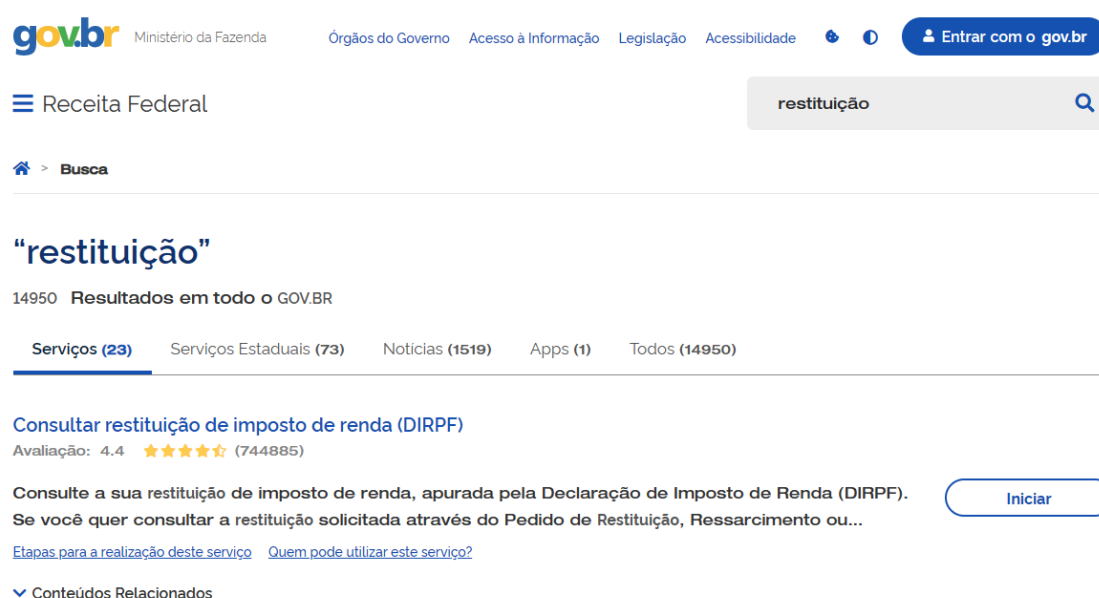 gov.br Ministério da Fazenda Órgãos do Governo Acesso à Informação Legislação Acessibilidade Entrar com o gov.br
Receita Federal restituição
> Busca
“restituição”
14950 Resultados em todo o GOV.BR
Serviços (23) Serviços Estaduais (73) Notícias (1519) Apps (1) Todos (14950)
Consultar restituição de imposto de renda (DIRPF)
Avaliação: 4.4 (744885)
Consulte a sua restituição de imposto de renda, apurada pela Declaração de Imposto de Renda (DIRPF).
Se você quer consultar a restituição solicitada através do Pedido de Restituição, Ressarcimento ou...
Iniciar
Etapas para a realização deste serviço Quem pode utilizar este serviço?
Conteúdos Relacionados